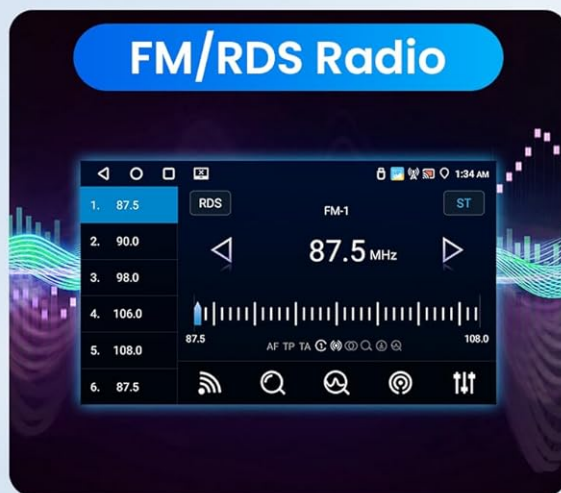 FM/RDS Radio
1:34 AM
1. 87.5
2. 90.0
3. 98.0
4. 106.0
5. 108.0
6. 87.5
RDS
FM-1
ST
87.5 MHz
87.5
108.0
AF TP TA